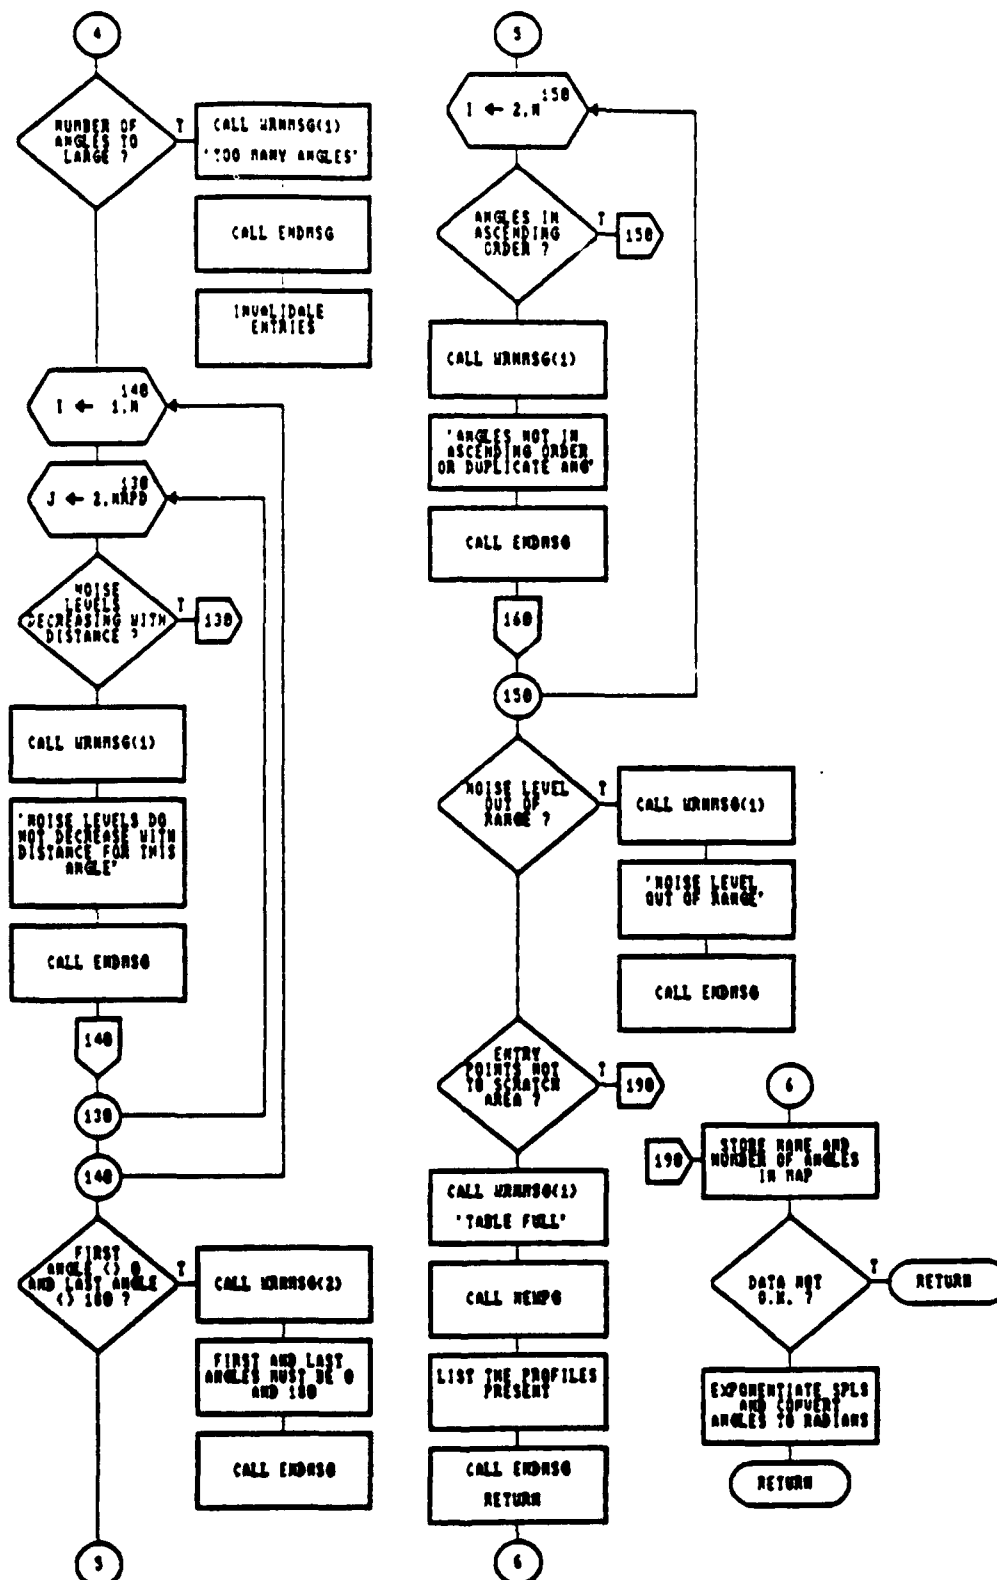 4
NUMBER OF
ANGLES TO
LARGE ?
T
CALL WRNMSG(1)
'TOO MANY ANGLES'
CALL ENDMSG
INVALIDALE
ENTRIES
140
I ← 1,N
130
J ← 2,NRPD
NOISE
LEVELS
DECREASING WITH
DISTANCE ?
T
130
CALL WRNMSG(1)
'NOISE LEVELS DO
NOT DECREASE WITH
DISTANCE FOR THIS
ANGLE'
CALL ENDMSG
140
130
140
FIRST
ANGLE <> 0
AND LAST ANGLE
<> 180 ?
T
CALL WRNMSG(2)
FIRST AND LAST
ANGLES MUST BE 0
AND 180
CALL ENDMSG
5
5
150
I ← 2,N
ANGLES IN
ASCENDING
ORDER ?
T
150
CALL WRNMSG(1)
'ANGLES NOT IN
ASCENDING ORDER
OR DUPLICATE ANG'
CALL ENDMSG
160
150
NOISE LEVEL
OUT OF
RANGE ?
T
CALL WRNMSG(1)
'NOISE LEVEL
OUT OF RANGE'
CALL ENDMSG
ENTRY
POINTS NOT
TO SCRATCH
AREA ?
T
190
CALL WRNMSG(1)
'TABLE FULL'
CALL NEWPG
LIST THE PROFILES
PRESENT
CALL ENDMSG
RETURN
6
6
190
STORE NAME AND
NUMBER OF ANGLES
IN MAP
DATA NOT
O.K. ?
T
RETURN
EXPONENTIATE SPLS
AND COFVERT
ANGLES TO RADIANS
RETURN